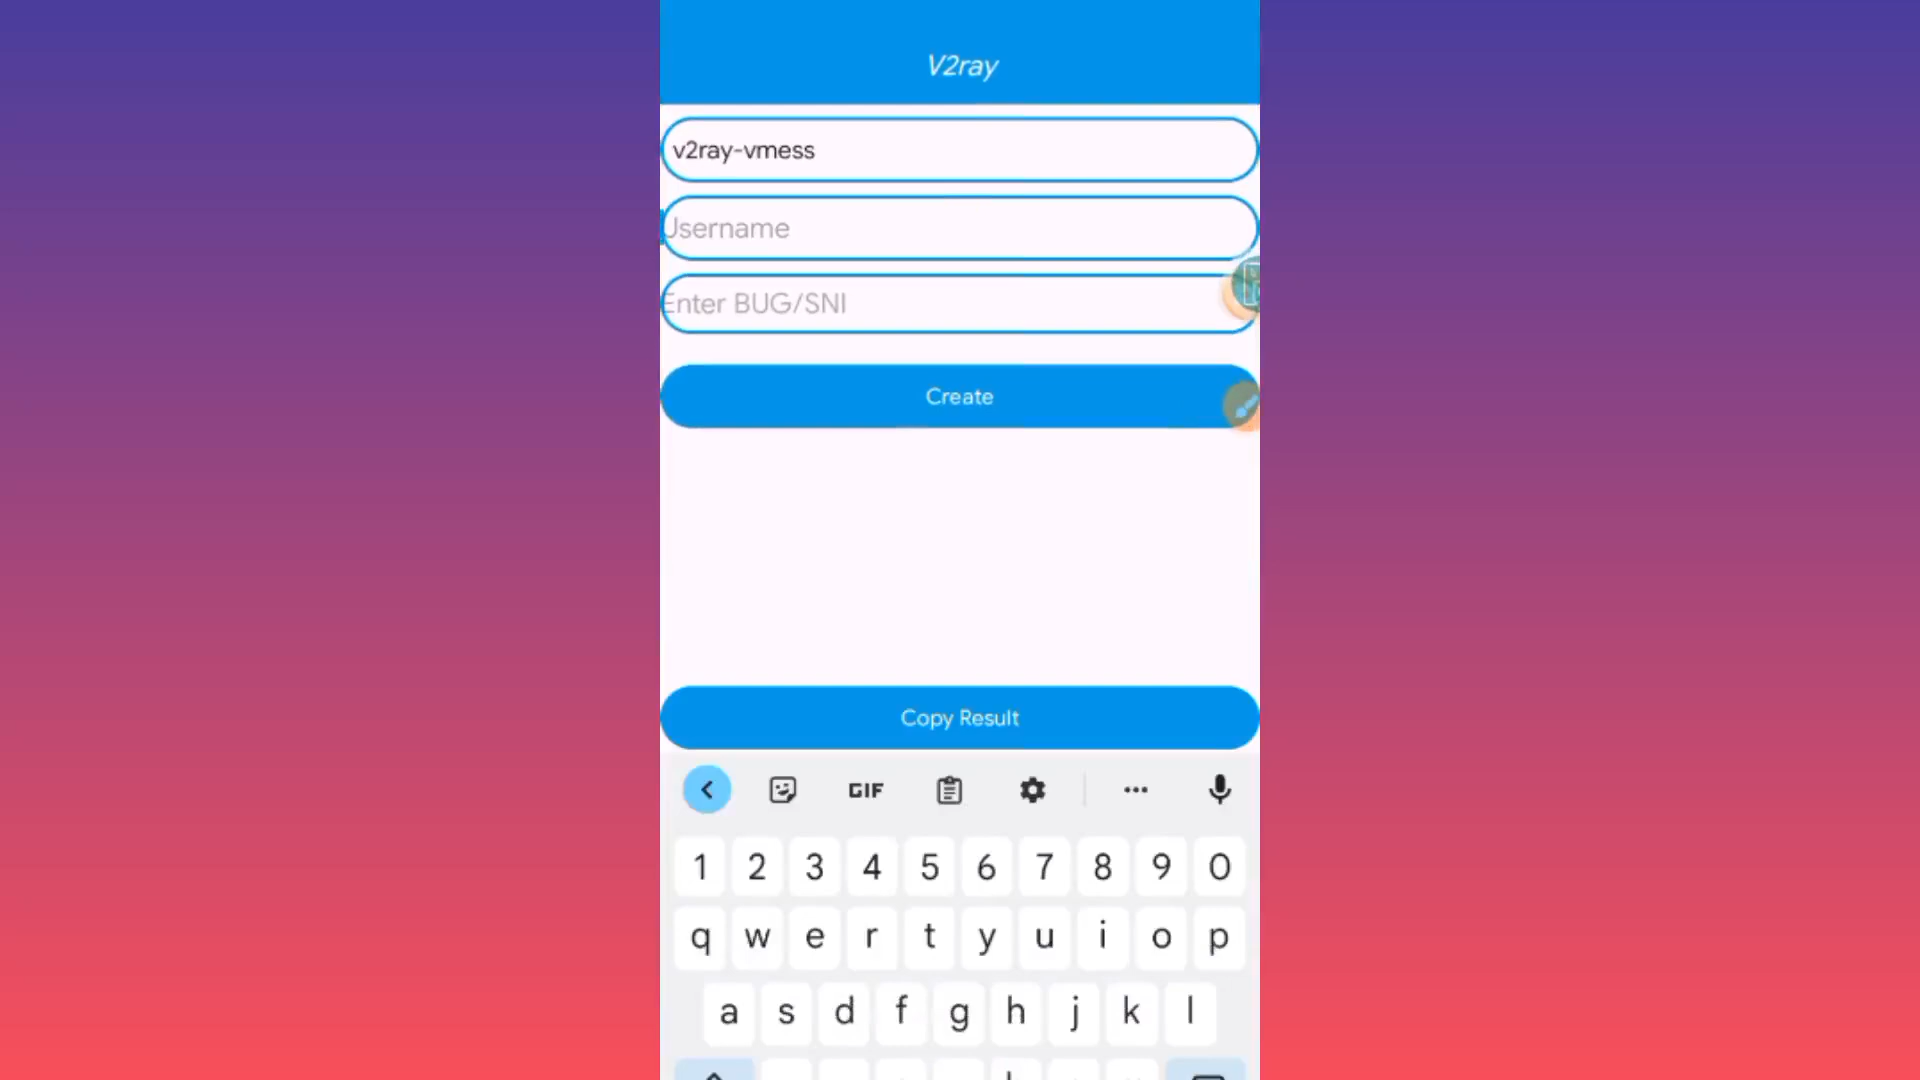 V2ray
v2ray-vmess
Username
Enter BUG/SNI
Create
Copy Result
GIF
1 2 3 4 5 6 7 8 9 0
q w e r t y u i o p
a s d f g h j k l